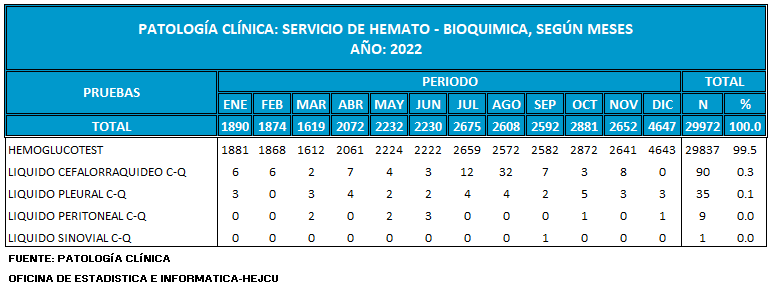 PATOLOGÍA CLÍNICA: SERVICIO DE HEMATO - BIOQUIMICA, SEGÚN MESES
AÑO: 2022
PRUEBAS PERIODO TOTAL
ENE FEB MAR ABR MAY JUN JUL AGO SEP OCT NOV DIC N %
TOTAL 1890 1874 1619 2072 2232 2230 2675 2608 2592 2881 2652 4647 29972 100.0
HEMOGLUCOTEST 1881 1868 1612 2061 2224 2222 2659 2572 2582 2872 2641 4643 29837 99.5
LIQUIDO CEFALORRAQUIDEO C-Q 6 6 2 7 4 3 12 32 7 3 8 0 90 0.3
LIQUIDO PLEURAL C-Q 3 0 3 4 2 2 4 4 2 5 3 3 35 0.1
LIQUIDO PERITONEAL C-Q 0 0 2 0 2 3 0 0 0 1 0 1 9 0.0
LIQUIDO SINOVIAL C-Q 0 0 0 0 0 0 0 0 1 0 0 0 1 0.0
FUENTE: PATOLOGÍA CLÍNICA
OFICINA DE ESTADISTICA E INFORMATICA-HEJCU